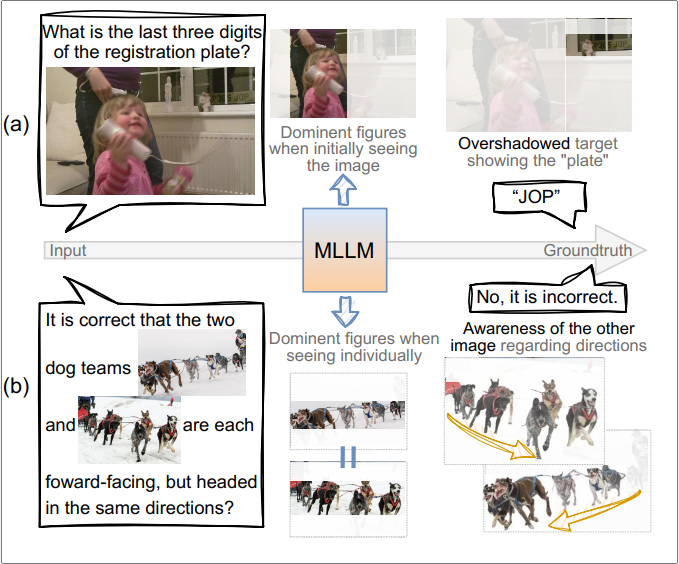 What is the last three digits
of the registration plate?
(a)
Dominent figures
when initially seeing
the image
Overshadowed target
showing the "plate"
“JOP”
Input
MLLM
Groundtruth
No, it is incorrect.
(b)
It is correct that the two
dog teams
and
are each
foward-facing, but headed
in the same directions?
Dominent figures when
seeing individually
Awareness of the other
image regarding directions